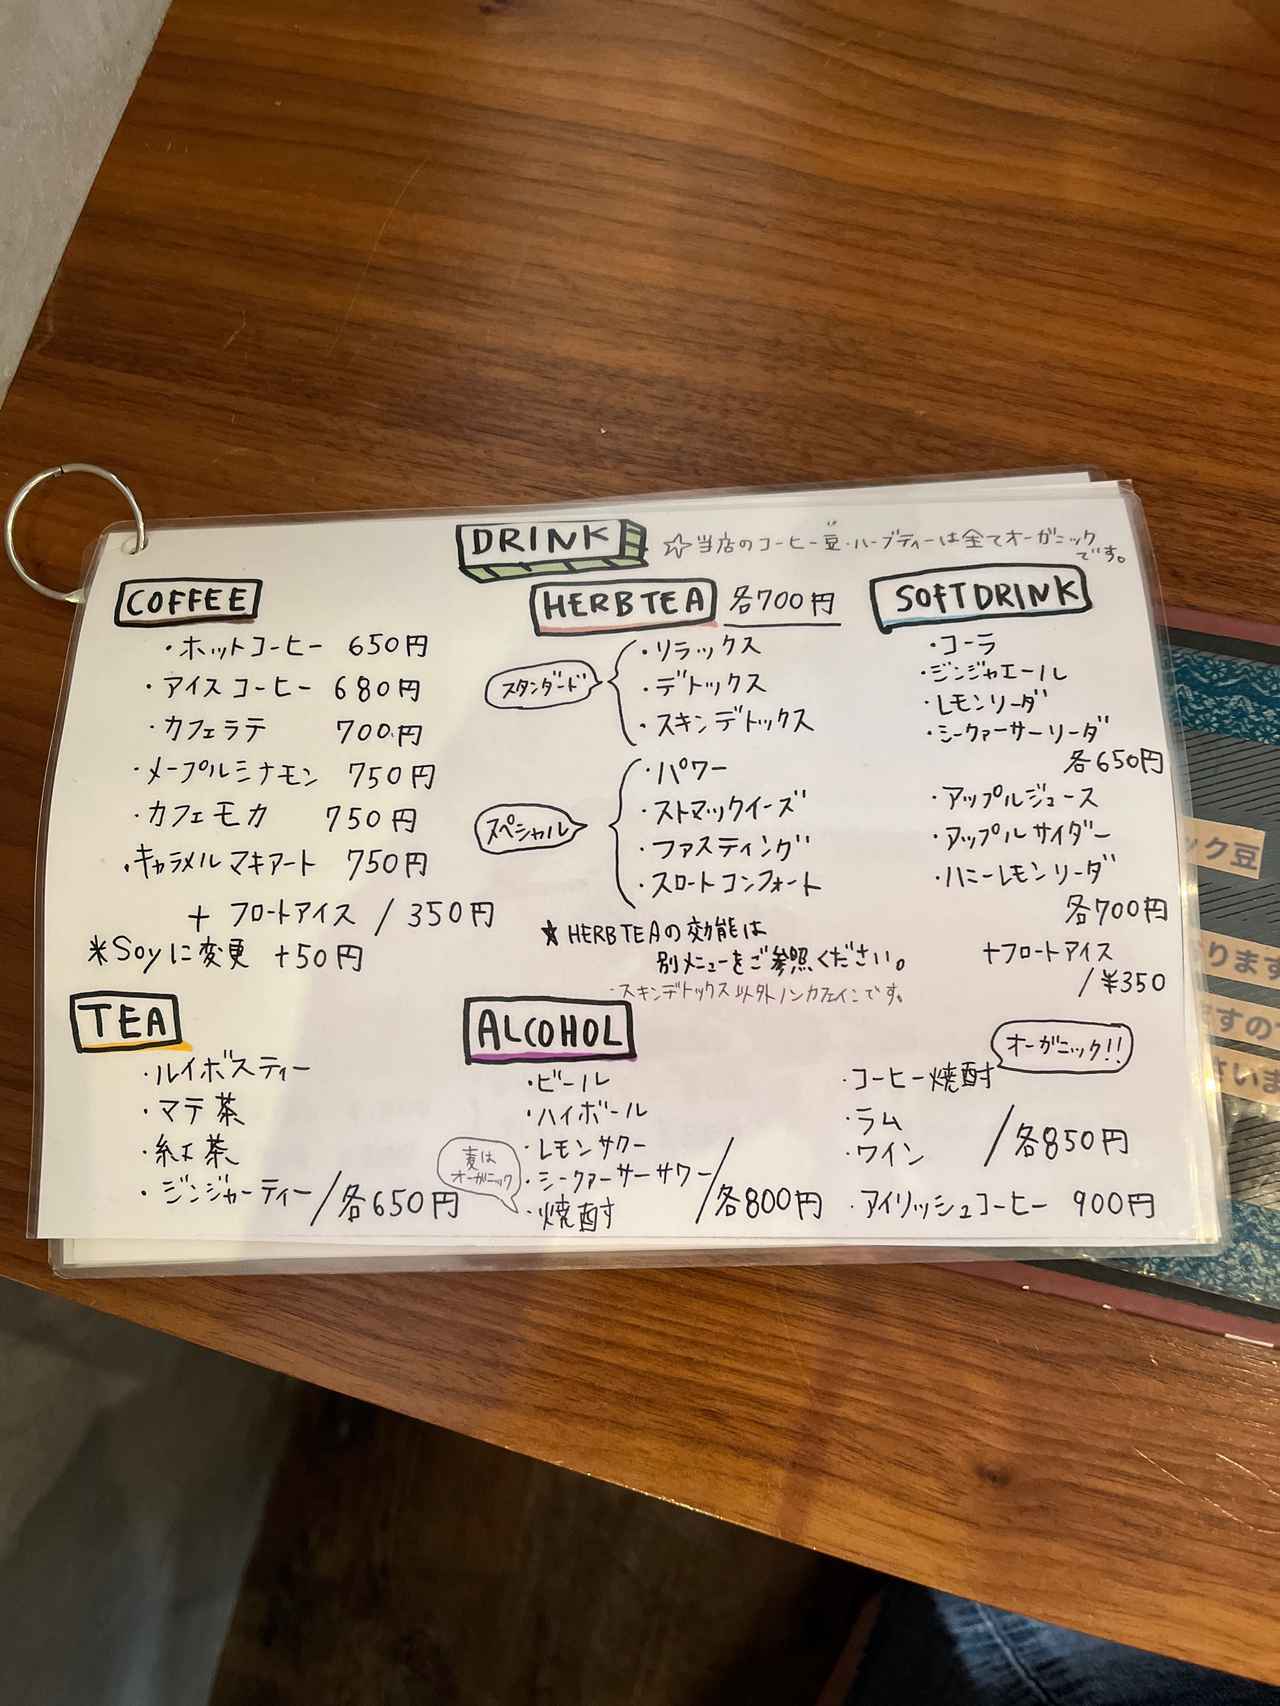 DRINK
☆当店のコーヒー豆・ハーブティーは全てオーガニック
です。
COFFEE
・ホットコーヒー 650円
・アイスコーヒー 680円
・カフェラテ 700円
・メープルシナモン 750円
・カフェモカ 750円
・キャラメルマキアート 750円
+ フロートアイス / 350円
*Soyに変更 +50円
HERB TEA 各700円
スタンダード
・リラックス
・デトックス
・スキンデトックス
スペシャル
・パワー
・ストマックイーズ
・ファスティング
・スロートコンフォート
★ HERB TEAの効能は
別メニューをご参照ください。
・スキンデトックス以外ノンカフェインです。
SOFT DRINK
・コーラ
・ジンジャエール
・レモンソーダ
・シークァーサーソーダ
各650円
・アップルジュース
・アップルサイダー
・ハニーレモンソーダ
各700円
+フロートアイス
/¥350
TEA
・ルイボスティー
・マテ茶
・紅茶
・ジンジャーティー/各650円
ALCOHOL
・ビール
・ハイボール
・レモンサワー
・シークァーサーサワー
・焼酎 /各800円
麦は
オーガニック
・コーヒー焼酎
オーガニック!!
・ラム
・ワイン /各850円
・アイリッシュコーヒー 900円
ック豆
ります
ますの
さいま